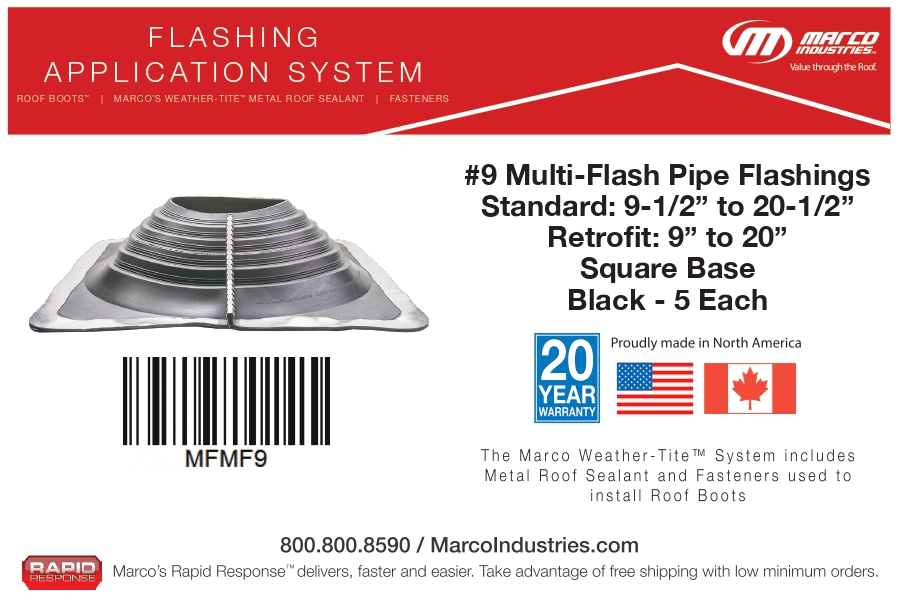 FLASHING
APPLICATION SYSTEM
ROOF BOOTS™ | MARCO'S WEATHER-TITE™ METAL ROOF SEALANT | FASTENERS
MARCO
INDUSTRIES™
Value through the Roof.
#9 Multi-Flash Pipe Flashings
Standard: 9-1/2” to 20-1/2”
Retrofit: 9” to 20”
Square Base
Black - 5 Each
MFMF9
20
YEAR
WARRANTY
Proudly made in North America
The Marco Weather-Tite™ System includes
Metal Roof Sealant and Fasteners used to
install Roof Boots
800.800.8590 / MarcoIndustries.com
RAPID
RESPONSE
Marco's Rapid Response™ delivers, faster and easier. Take advantage of free shipping with low minimum orders.